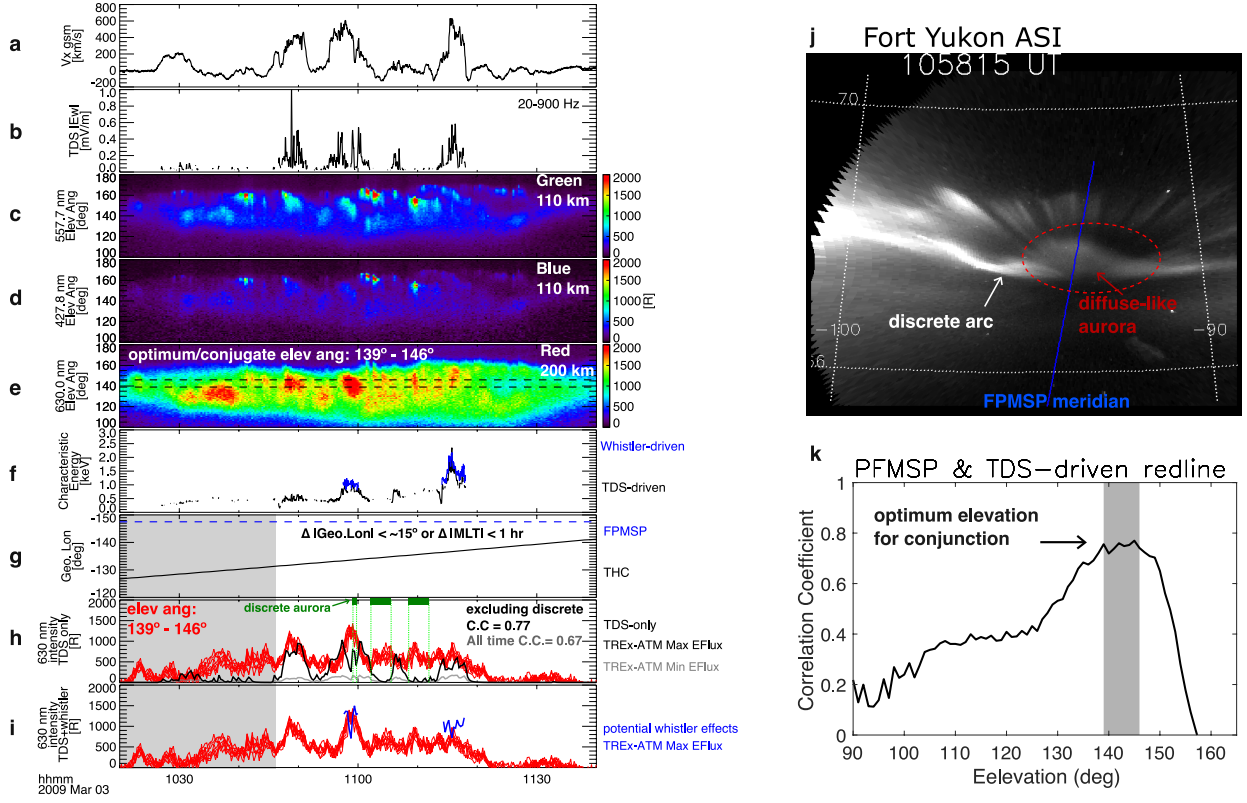 a
Vx gsm
[km/s]
800
600
400
200
0
-200
b
TDS |Ew|
[mV/m]
1.0
0.8
0.6
0.4
0.2
0.0
20-900 Hz
c
557.7 nm
Elev Ang
[deg]
180
160
140
120
100
Green
110 km
2000
1500
1000
500
0
d
427.8 nm
Elev Ang
[deg]
180
160
140
120
100
Blue
110 km
2000
1500
1000
500
0
[R]
e
630.0 nm
Elev Ang
[deg]
180
160
140
120
100
optimum/conjugate elev ang: 139º - 146º
Red
200 km
2000
1500
1000
500
0
f
Characteristic
Energy
[keV]
3.0
2.5
2.0
1.5
1.0
0.5
0.0
Whistler-driven
TDS-driven
g
Geo. Lon
[deg]
-150
-140
-130
-120
Δ |Geo.Lon| < ~15º or Δ |MLT| < 1 hr
FPMSP
THC
h
630 nm
intensity
TDS only
[R]
2000
1500
1000
500
0
elev ang:
139º - 146º
discrete aurora
excluding discrete
C.C = 0.77
All time C.C.= 0.67
TDS-only
TREx-ATM Max EFlux
TREx-ATM Min EFlux
i
630 nm
intensity
TDS+whistler
[R]
2000
1500
1000
500
0
potential whistler effects
TREx-ATM Max EFlux
hhmm
2009 Mar 03
1030
1100
1130
j
Fort Yukon ASI
105815 UT
70
discrete arc
diffuse-like
aurora
-100
-90
FPMSP meridian
k
PFMSP & TDS-driven redline
Correlation Coefficient
1
0.8
0.6
0.4
0.2
0
optimum elevation
for conjunction
90
100
110
120
130
140
150
160
Eelevation (deg)